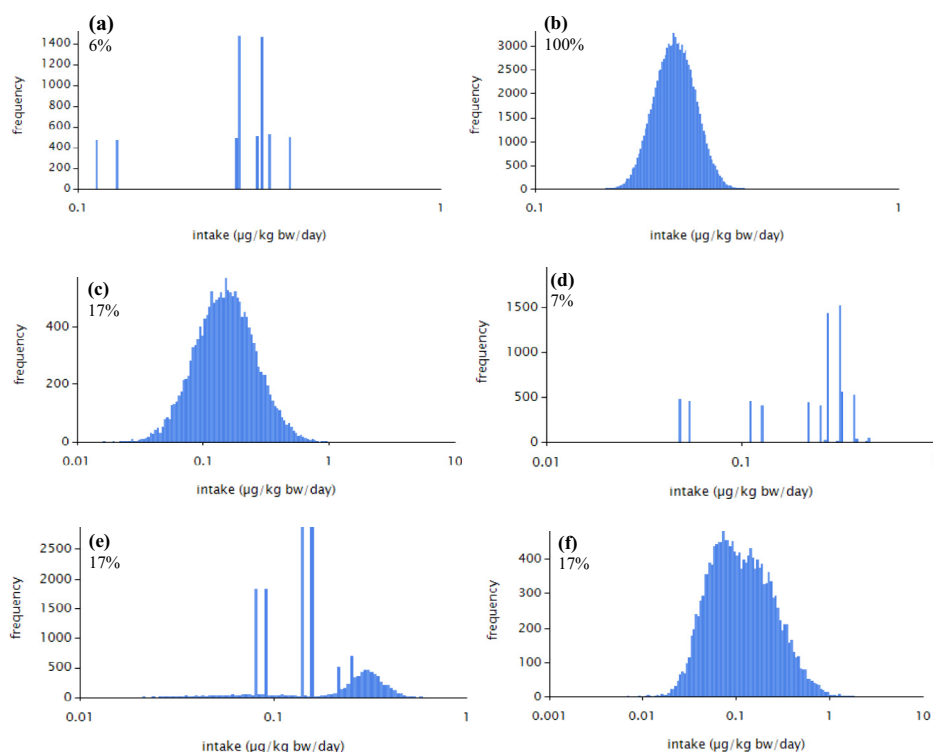 (a)
6%
1400
1200
1000
800
600
400
200
0
frequency
0.1 1
intake (µg/kg bw/day)
(b)
100%
3000
2500
2000
1500
1000
500
0
frequency
0.1 1
intake (µg/kg bw/day)
(c)
17%
400
200
0
frequency
0.01 0.1 1 10
intake (µg/kg bw/day)
(d)
7%
1500
1000
500
0
frequency
0.01 0.1
intake (µg/kg bw/day)
(e)
17%
2500
2000
1500
1000
500
0
frequency
0.01 0.1 1
intake (µg/kg bw/day)
(f)
17%
400
300
200
100
0
frequency
0.001 0.01 0.1 1 10
intake (µg/kg bw/day)